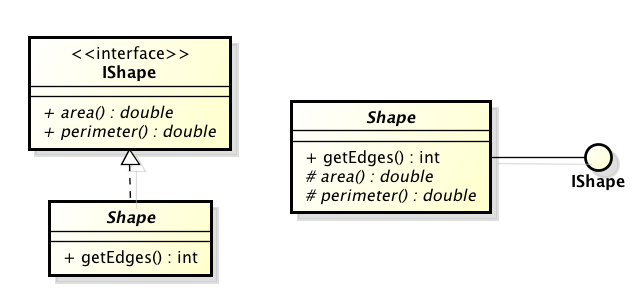 <<interface>>
IShape
+ area() : double
+ perimeter() : double
Shape
+ getEdges() : int
Shape
+ getEdges() : int
# area() : double
# perimeter() : double
IShape